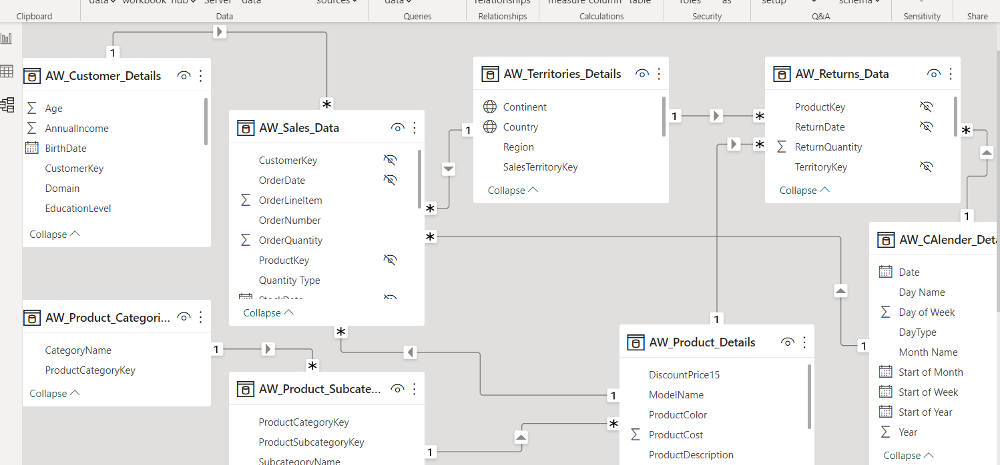 data workbook hub Server data sources data relationships measure column table roles as setup schema
Clipboard Data Queries Relationships Calculations Security Q&A Sensitivity Share
1
*
AW_Customer_Details
Age
AnnualIncome
BirthDate
CustomerKey
Domain
EducationLevel
Collapse
AW_Sales_Data
CustomerKey
OrderDate
OrderLineItem
OrderNumber
OrderQuantity
ProductKey
Quantity Type
StockDate
Collapse
1
*
*
*
AW_Territories_Details
Continent
Country
Region
SalesTerritoryKey
Collapse
1
*
*
AW_Returns_Data
ProductKey
ReturnDate
ReturnQuantity
TerritoryKey
Collapse
*
1
AW_CAlender_Deta
Date
Day Name
Day of Week
DayType
Month Name
Start of Month
Start of Week
Start of Year
Year
Collapse
1
AW_Product_Categori...
CategoryName
ProductCategoryKey
Collapse
1
*
AW_Product_Subcate...
ProductCategoryKey
ProductSubcategoryKey
SubcategoryName
1
1
1
*
AW_Product_Details
DiscountPrice15
ModelName
ProductColor
ProductCost
ProductDescription